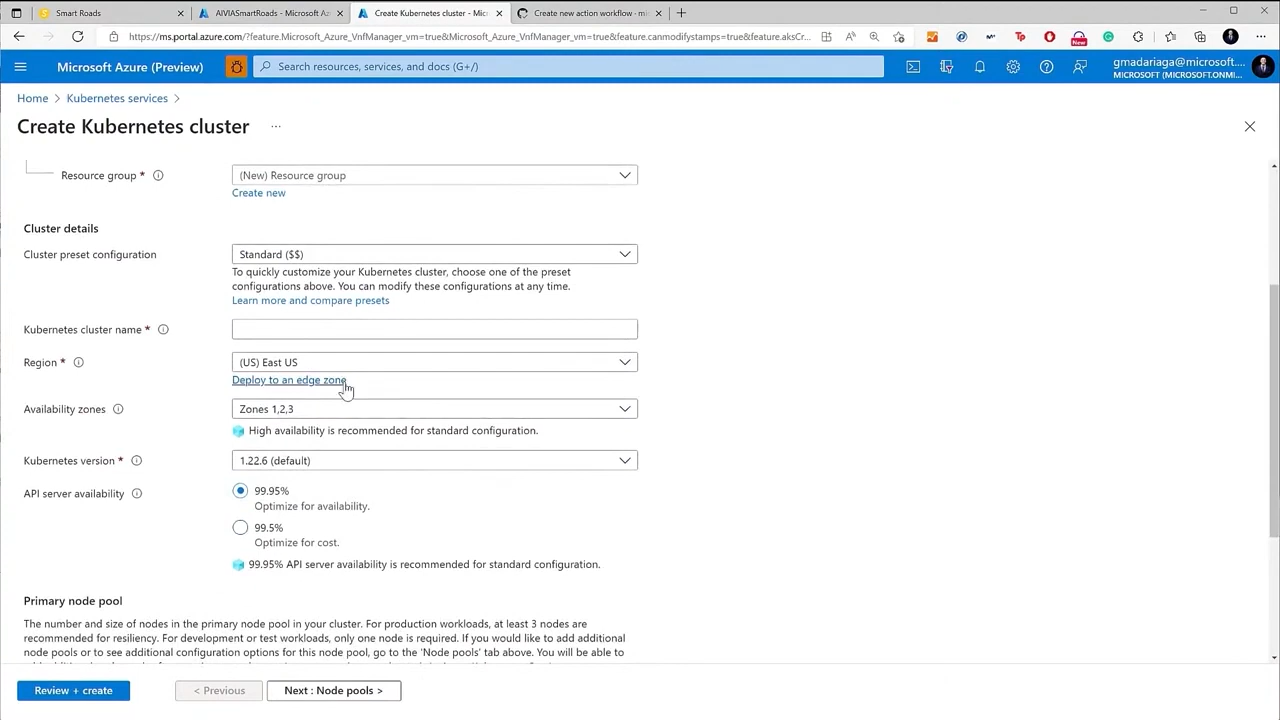 Smart Roads
AIVIASmartRoads - Microsoft Az
Create Kubernetes cluster - Mic
Create new action workflow - mi
https://ms.portal.azure.com/?feature.Microsoft_Azure_VnfManager_vm=true&Microsoft_Azure_VnfManager_vm=true&feature.canmodifystamps=true&feature.aksCr...
New
Microsoft Azure (Preview)
Search resources, services, and docs (G+/)
gmadariaga@microsoft....
MICROSOFT (MICROSOFT.ONMI...
Home > Kubernetes services >
Create Kubernetes cluster ...
Resource group *
(New) Resource group
Create new
Cluster details
Cluster preset configuration
Standard ($$)
To quickly customize your Kubernetes cluster, choose one of the preset
configurations above. You can modify these configurations at any time.
Learn more and compare presets
Kubernetes cluster name *
Region *
(US) East US
Deploy to an edge zone
Availability zones
Zones 1,2,3
High availability is recommended for standard configuration.
Kubernetes version *
1.22.6 (default)
API server availability
99.95%
Optimize for availability.
99.5%
Optimize for cost.
99.95% API server availability is recommended for standard configuration.
Primary node pool
The number and size of nodes in the primary node pool in your cluster. For production workloads, at least 3 nodes are
recommended for resiliency. For development or test workloads, only one node is required. If you would like to add additional
node pools or to see additional configuration options for this node pool, go to the 'Node pools' tab above. You will be able to
Review + create
< Previous
Next : Node pools >